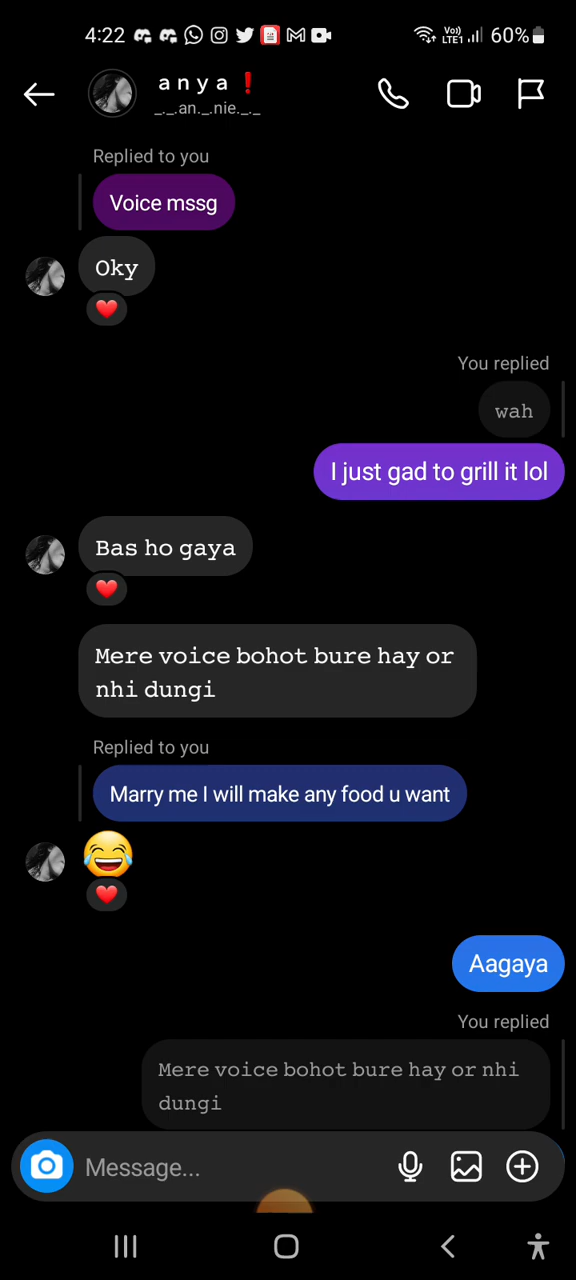 4:22
Vo))
LTE1
60%
a n y a❗
_._.an._.nie._._
Replied to you
Voice mssg
Oky
❤️
You replied
wah
I just gad to grill it lol
Bas ho gaya
❤️
Mere voice bohot bure hay or
nhi dungi
Replied to you
Marry me I will make any food u want
😂
❤️
Aagaya
You replied
Mere voice bohot bure hay or nhi
dungi
Message...